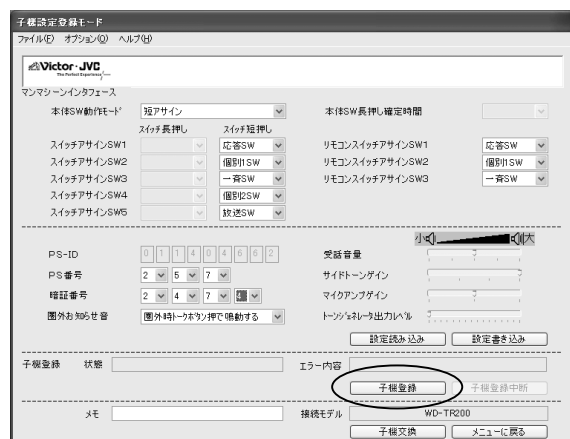 子機設定登録モード
ファイル(F) オプション(O) ヘルプ(H)
Victor・JVC
The Perfect Experience
マンマシーンインタフェース
本体SW動作モード 短アサイン 本体SW長押し確定時間
スイッチ長押し スイッチ短押し
スイッチアサインSW1 応答SW リモコンスイッチアサインSW1 応答SW
スイッチアサインSW2 個別1SW リモコンスイッチアサインSW2 個別1SW
スイッチアサインSW3 一斉SW リモコンスイッチアサインSW3 一斉SW
スイッチアサインSW4 個別2SW
スイッチアサインSW5 放送SW
小 大
PS-ID 0 1 1 4 0 4 6 6 2 受話音量
PS番号 2 5 7 サイドトーンゲイン
暗証番号 2 4 7 4 マイクアンプゲイン
圏外お知らせ音 圏外時トークボタン押下で鳴動する トーンジェネレータ出力レベル
設定読み込み 設定書き込み
子機登録 状態 エラー内容
子機登録 子機登録中断
メモ 接続モデル WD-TR200
子機交換 メニューに戻る